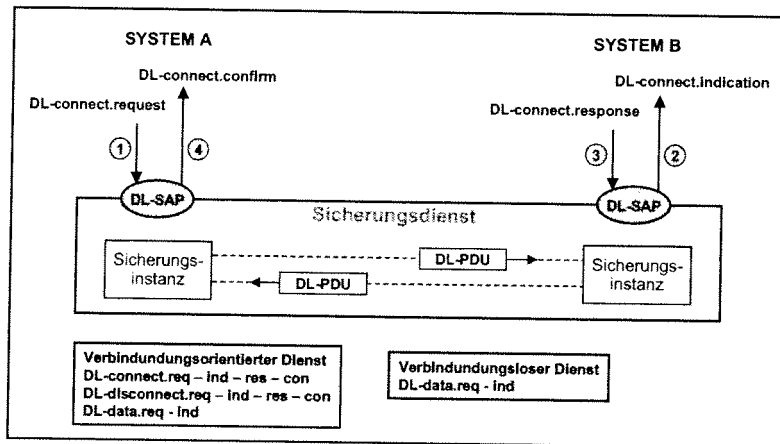 SYSTEM A
SYSTEM B
DL-connect.confirm
DL-connect.indication
DL-connect.request
DL-connect.response
1
4
3
2
DL-SAP
DL-SAP
Sicherungsdienst
Sicherungs-
instanz
DL-PDU
DL-PDU
Sicherungs-
instanz
Verbindundungsorientierter Dienst
DL-connect.req – ind – res – con
DL-disconnect.req – ind – res – con
DL-data.req - ind
Verbindundungsloser Dienst
DL-data.req - ind